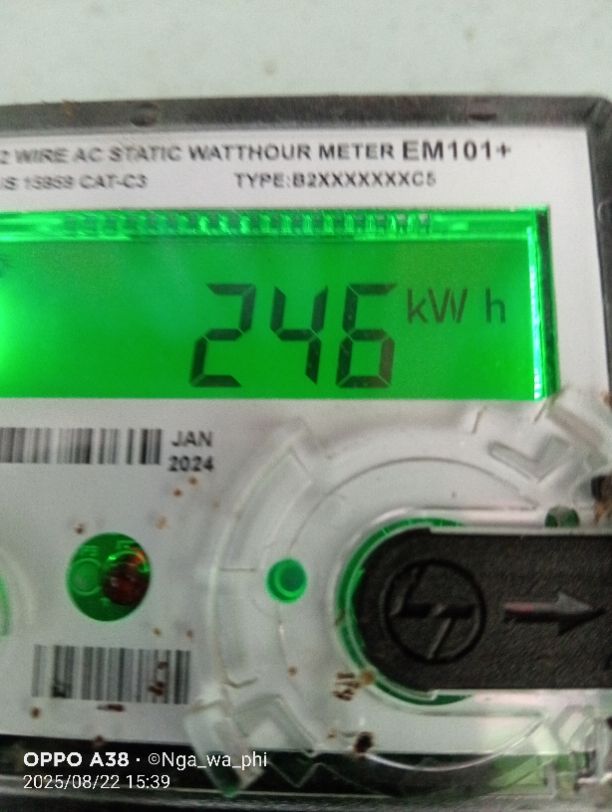 2 WIRE AC STATIC WATTHOUR METER EM101+
IS 15959 CAT-C3 TYPE:B2XXXXXXXC5
246 kW h
JAN
2024
OPPO A38 · ©Nga_wa_phi
2025/08/22 15:39